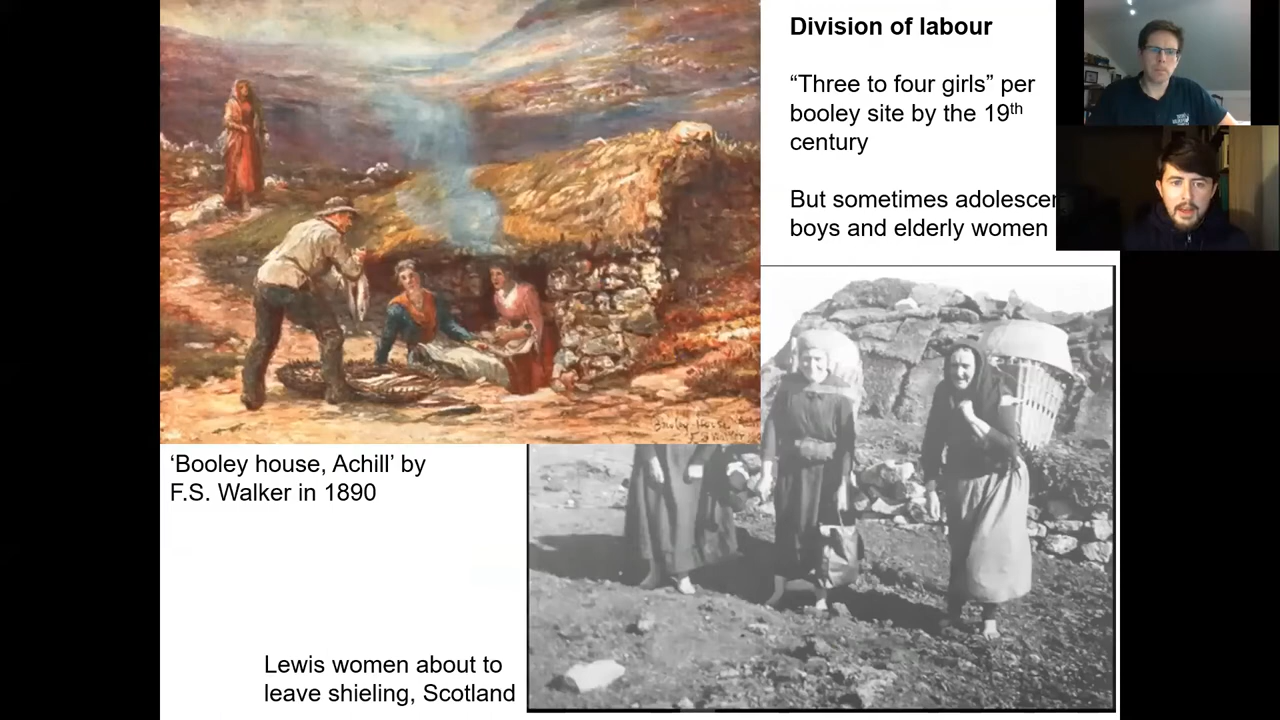 Division of labour
“Three to four girls” per
booley site by the 19th
century
But sometimes adolescen
boys and elderly women
‘Booley house, Achill’ by
F.S. Walker in 1890
Lewis women about to
leave shieling, Scotland